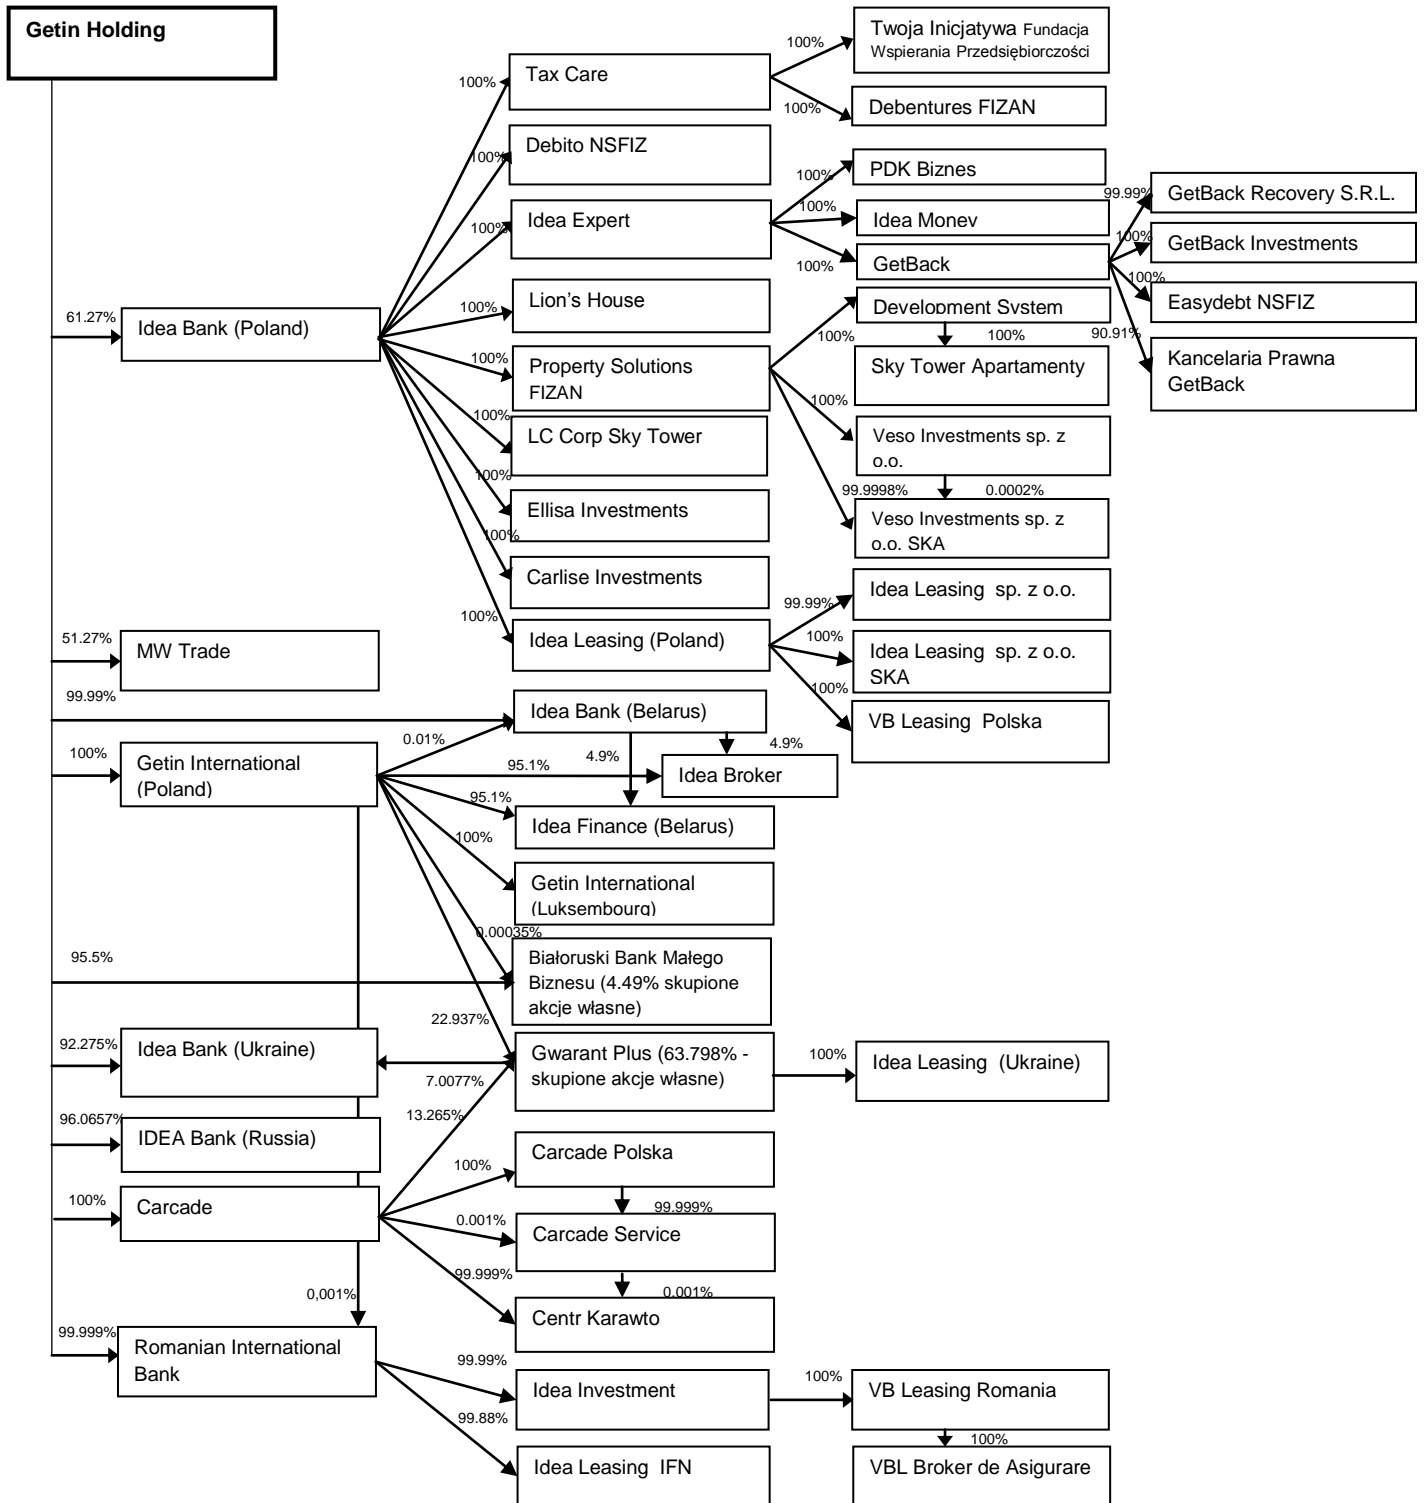 Getin Holding
Twoja Inicjatywa Fundacja
Wspierania Przedsiębiorczości
100%
Tax Care
100%
100%
Debentures FIZAN
Debito NSFIZ
100%
PDK Biznes
100%
99.99%
GetBack Recovery S.R.L.
Idea Expert
100%
100%
Idea Monev
100%
GetBack Investments
100%
GetBack
100%
Easydebt NSFIZ
Lion's House
100%
Development Svstem
61.27%
Idea Bank (Poland)
100%
100%
90.91%
Kancelaria Prawna
GetBack
100%
Property Solutions
FIZAN
Sky Tower Apartamenty
100%
LC Corp Sky Tower
100%
Veso Investments sp. z
o.o.
100%
Ellisa Investments
99.9998%
0.0002%
Veso Investments sp. z
o.o. SKA
100%
Carlise Investments
Idea Leasing  sp. z o.o.
99.99%
100%
Idea Leasing (Poland)
51.27%
MW Trade
100%
Idea Leasing  sp. z o.o.
SKA
99.99%
100%
Idea Bank (Belarus)
VB Leasing  Polska
0.01%
4.9%
4.9%
100%
Getin International
(Poland)
95.1%
Idea Broker
95.1%
Idea Finance (Belarus)
100%
Getin International
(Luksembourg)
0.00035%
95.5%
Białoruski Bank Małego
Biznesu (4.49% skupione
akcje własne)
22.937%
92.275%
Idea Bank (Ukraine)
Gwarant Plus (63.798% -
skupione akcje własne)
100%
Idea Leasing  (Ukraine)
7.0077%
13.265%
96.0657%
IDEA Bank (Russia)
Carcade Polska
100%
100%
Carcade
99.999%
0.001%
Carcade Service
99.999%
0,001%
0.001%
Centr Karawto
99.999%
Romanian International
Bank
99.99%
Idea Investment
100%
VB Leasing Romania
99.88%
100%
Idea Leasing  IFN
VBL Broker de Asigurare